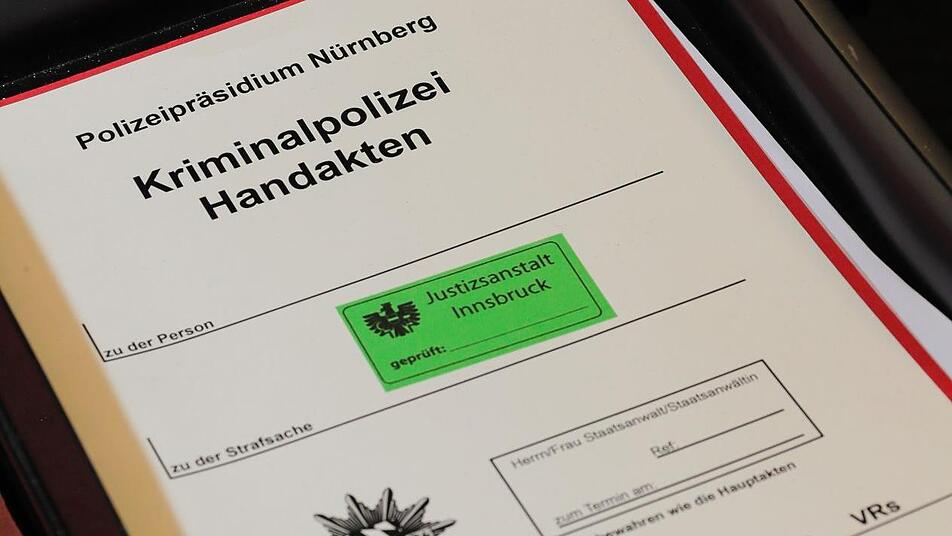 Polizeipräsidium Nürnberg
Kriminalpolizei
Handakten
Justizsanstalt
Innsbruck
geprüft:
zu der Person
zu der Strafsache
Herrn/Frau Staatsanwalt/Staatsanwältin
Ref:
zum Termin am:
bewahren wie die Hauptakten
VRs